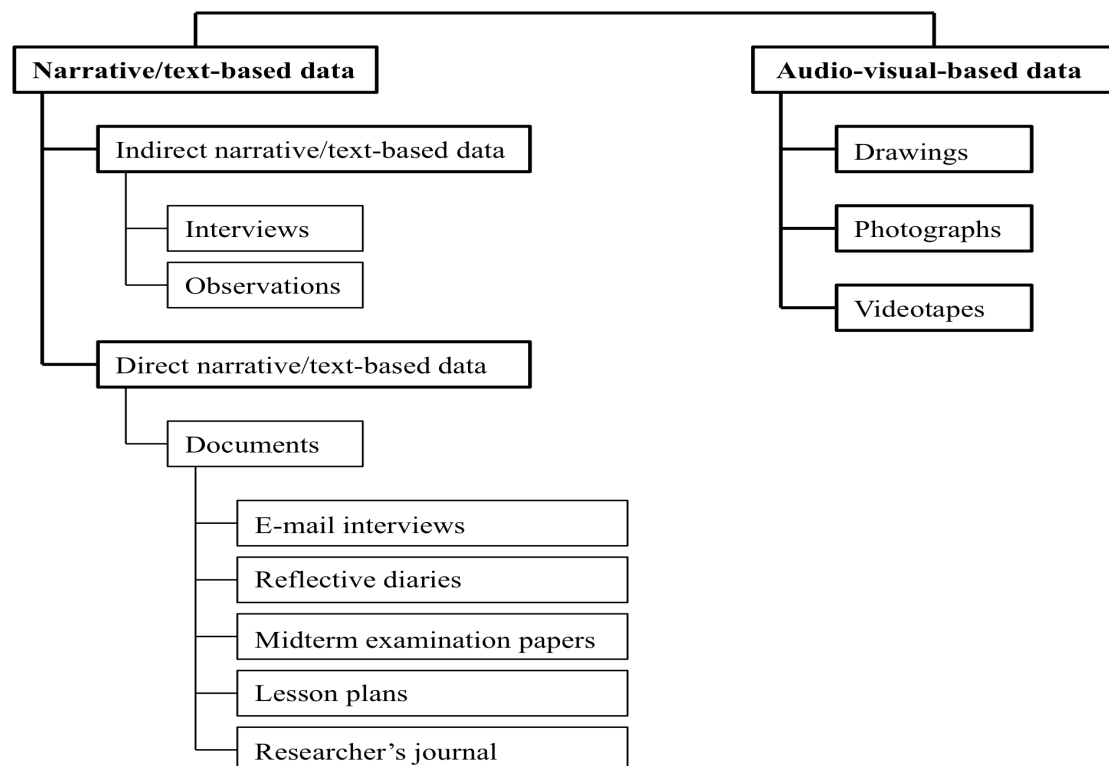 Narrative/text-based data
Indirect narrative/text-based data
Interviews
Observations
Direct narrative/text-based data
Documents
E-mail interviews
Reflective diaries
Midterm examination papers
Lesson plans
Researcher’s journal
Audio-visual-based data
Drawings
Photographs
Videotapes